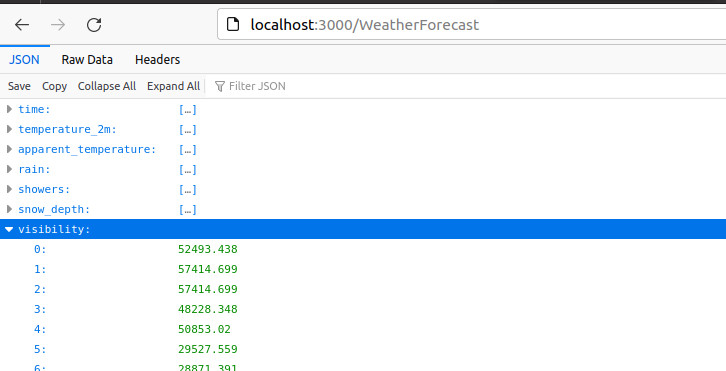 localhost:3000/WeatherForecast
JSON Raw Data Headers
Save Copy Collapse All Expand All Filter JSON
time: […]
temperature_2m: […]
apparent_temperature: […]
rain: […]
showers: […]
snow_depth: […]
visibility:
0: 52493.438
1: 57414.699
2: 57414.699
3: 48228.348
4: 50853.02
5: 29527.559
6: 28871.391